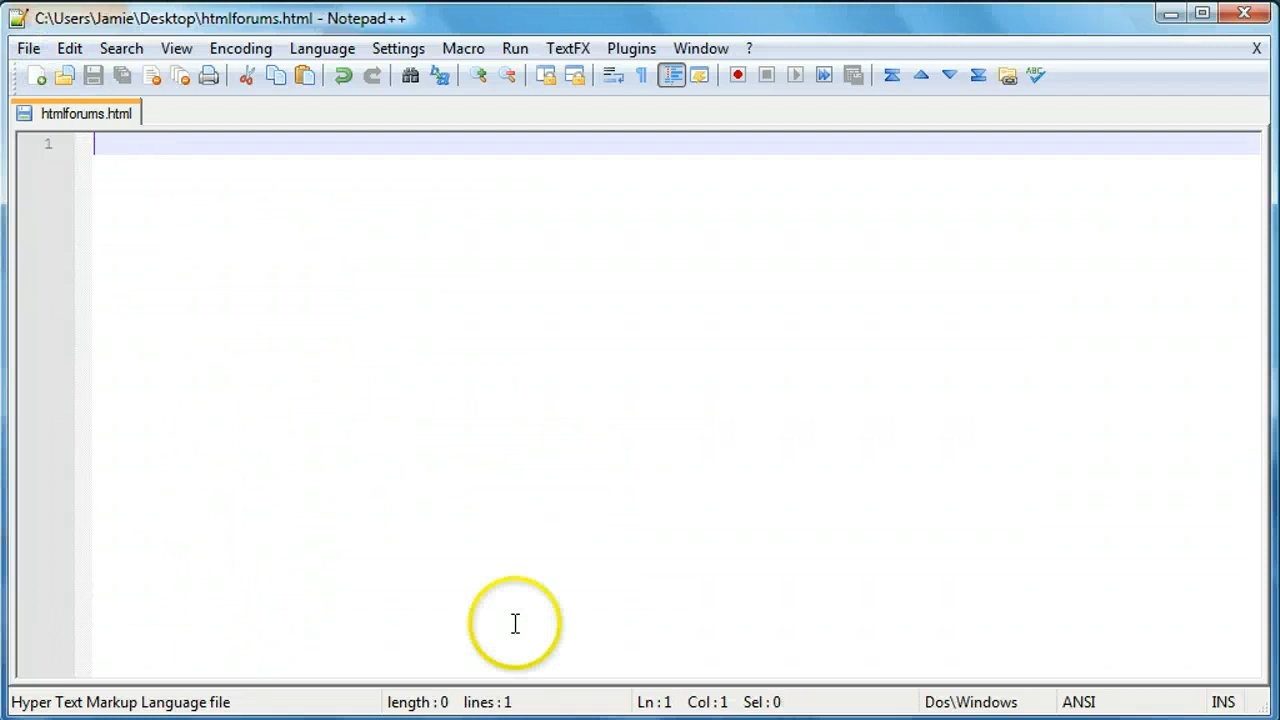 C:\Users\Jamie\Desktop\htmlforums.html - Notepad++
File Edit Search View Encoding Language Settings Macro Run TextFX Plugins Window ? X
ABC
htmlforums.html
1
Hyper Text Markup Language file length : 0 lines : 1 Ln : 1 Col : 1 Sel : 0 Dos\Windows ANSI INS